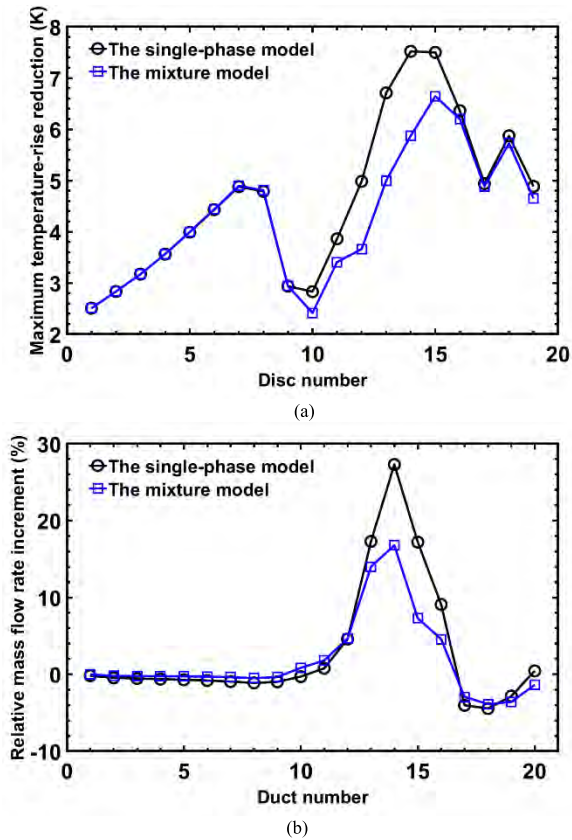 Maximum temperature-rise reduction (K)
8
7
6
5
4
3
2
The single-phase model
The mixture model
0 5 10 15 20
Disc number
(a)
Relative mass flow rate increment (%)
30
20
10
0
-10
The single-phase model
The mixture model
0 5 10 15 20
Duct number
(b)